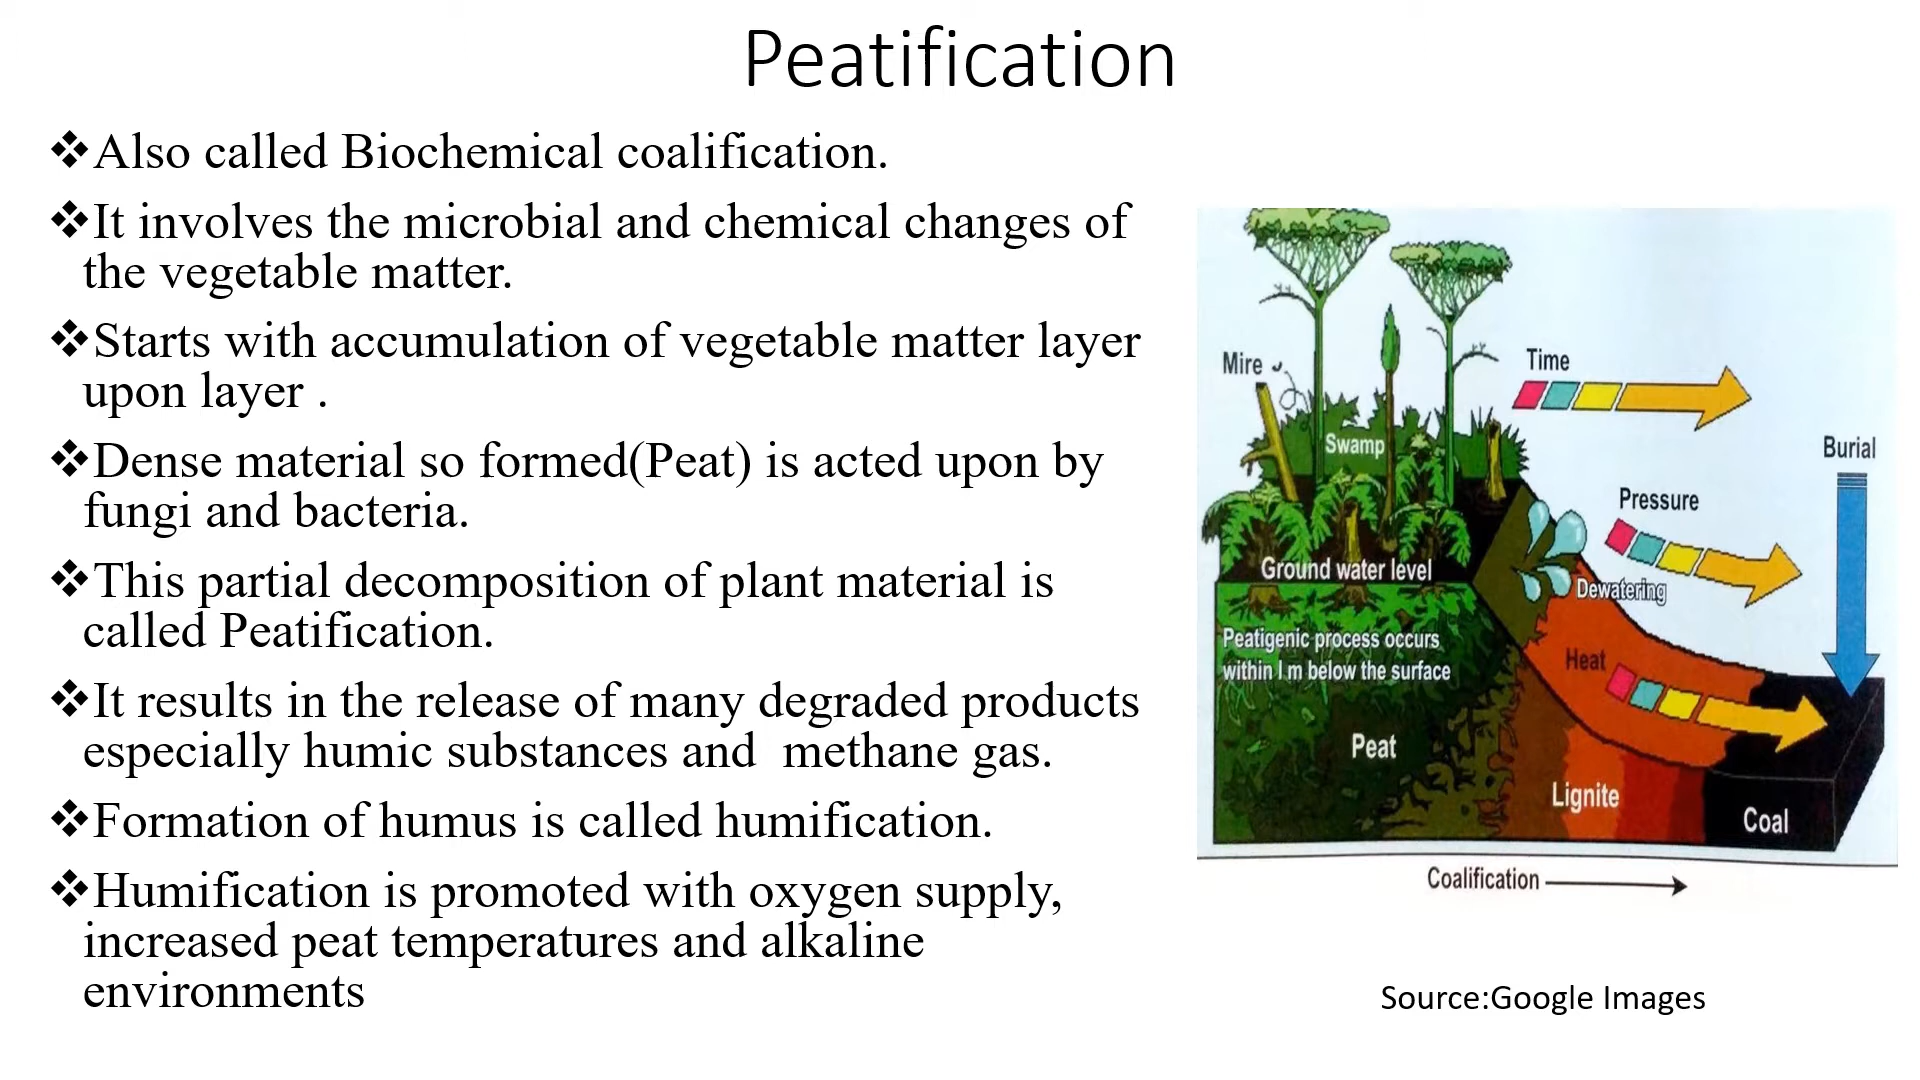 Peatification
❖Also called Biochemical coalification.
❖It involves the microbial and chemical changes of
the vegetable matter.
❖Starts with accumulation of vegetable matter layer
upon layer .
❖Dense material so formed(Peat) is acted upon by
fungi and bacteria.
❖This partial decomposition of plant material is
called Peatification.
❖It results in the release of many degraded products
especially humic substances and  methane gas.
❖Formation of humus is called humification.
❖Humification is promoted with oxygen supply,
increased peat temperatures and alkaline
environments
Mire
Time
Swamp
Burial
Pressure
Ground water level
Dewatering
Peatigenic process occurs
within 1 m below the surface
Heat
Peat
Lignite
Coal
Coalification
Source:Google Images